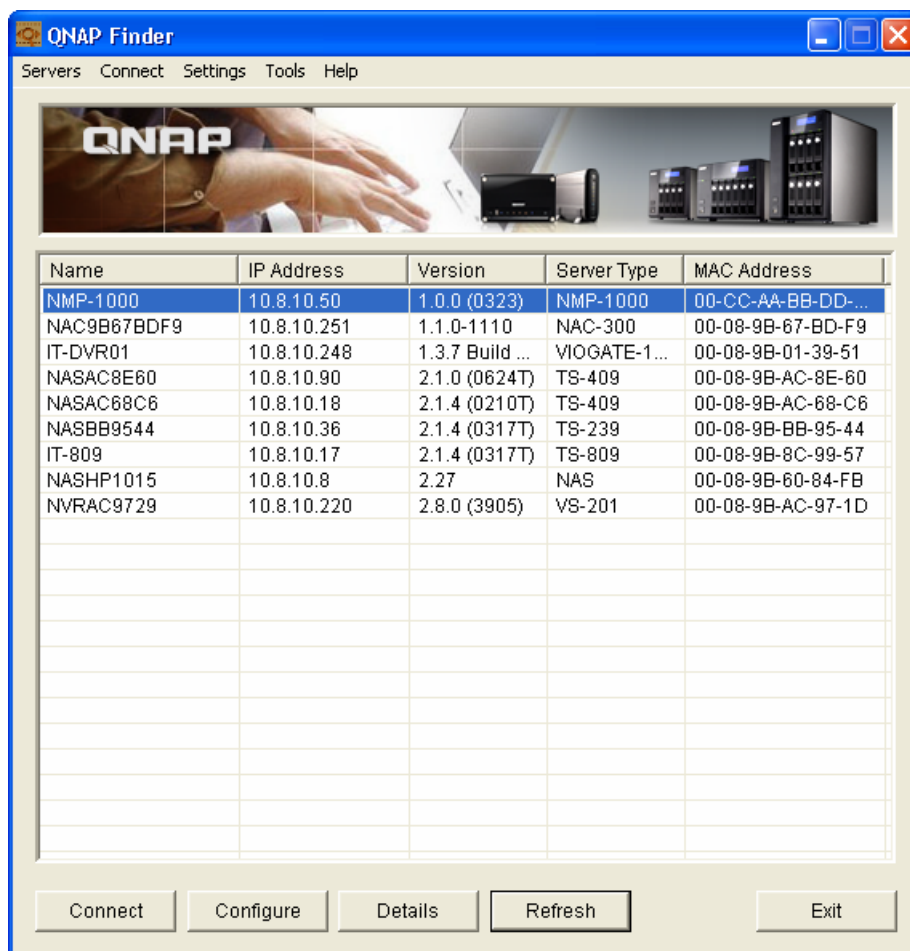 QNAP Finder
Servers Connect Settings Tools Help
QNAP
Name IP Address Version Server Type MAC Address
NMP-1000 10.8.10.50 1.0.0 (0323) NMP-1000 00-CC-AA-BB-DD-...
NAC9B67BDF9 10.8.10.251 1.1.0-1110 NAC-300 00-08-9B-67-BD-F9
IT-DVR01 10.8.10.248 1.3.7 Build ... VIOGATE-1... 00-08-9B-01-39-51
NASAC8E60 10.8.10.90 2.1.0 (0624T) TS-409 00-08-9B-AC-8E-60
NASAC68C6 10.8.10.18 2.1.4 (0210T) TS-409 00-08-9B-AC-68-C6
NASBB9544 10.8.10.36 2.1.4 (0317T) TS-239 00-08-9B-BB-95-44
IT-809 10.8.10.17 2.1.4 (0317T) TS-809 00-08-9B-8C-99-57
NASHP1015 10.8.10.8 2.27 NAS 00-08-9B-60-84-FB
NVRAC9729 10.8.10.220 2.8.0 (3905) VS-201 00-08-9B-AC-97-1D
Connect Configure Details Refresh Exit